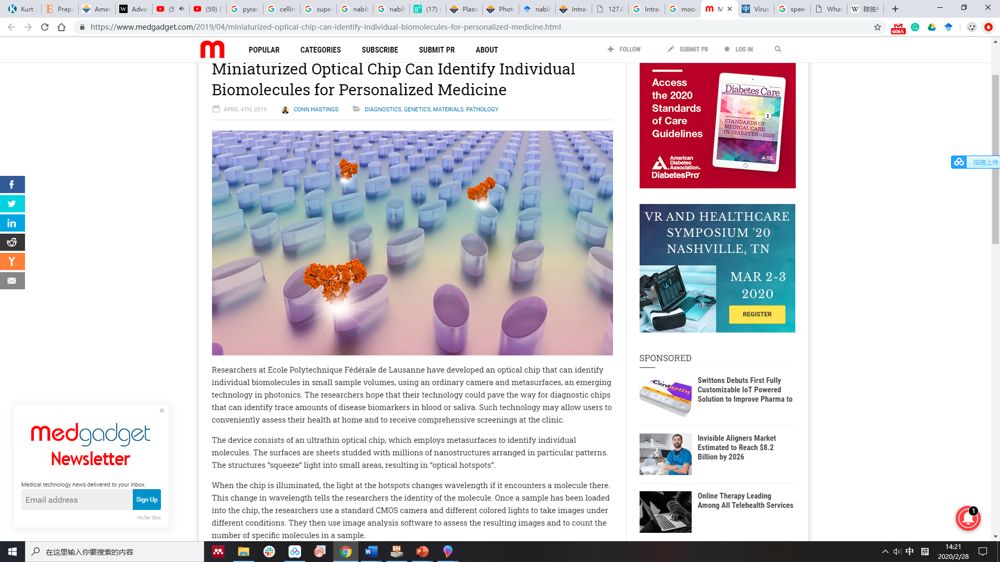 Kurt J
Prepa
Amer
Adva
(5
(59) E
pyran
cellin
supe
nabih
nabih
(17) (
Plasn
Photo
nabih
Intrac
127.0
Intrac
moor
M
Virus
speec
What
https://www.medgadget.com/2019/04/miniaturized-optical-chip-can-identify-individual-biomolecules-for-personalized-medicine.html
6065
m POPULAR CATEGORIES SUBSCRIBE SUBMIT PR ABOUT FOLLOW SUBMIT PR LOG IN
Miniaturized Optical Chip Can Identify Individual
Biomolecules for Personalized Medicine
APRIL 4TH, 2019 CONN HASTINGS DIAGNOSTICS, GENETICS, MATERIALS, PATHOLOGY
Researchers at Ecole Polytechnique Fédérale de Lausanne have developed an optical chip that can identify
individual biomolecules in small sample volumes, using an ordinary camera and metasurfaces, an emerging
technology in photonics. The researchers hope that their technology could pave the way for diagnostic chips
that can identify trace amounts of disease biomarkers in blood or saliva. Such technology may allow users to
conveniently assess their health at home and to receive comprehensive screenings at the clinic.
The device consists of an ultrathin optical chip, which employs metasurfaces to identify individual
molecules. The surfaces are sheets studded with millions of nanostructures arranged in particular patterns.
The structures “squeeze” light into small areas, resulting in “optical hotspots”.
When the chip is illuminated, the light at the hotspots changes wavelength if it encounters a molecule there.
This change in wavelength tells the researchers the identity of the molecule. Once a sample has been loaded
into the chip, the researchers use a standard CMOS camera and different colored lights to take images under
different conditions. They then use image analysis software to assess the resulting images and to count the
number of specific molecules in a sample.
Access
the 2020
Standards
of Care
Guidelines
American
Diabetes
Association.
DiabetesPro
Diabetes Care
1
STANDARDS OF
MEDICAL CARE
IN DIABETES—2020
VR AND HEALTHCARE
SYMPOSIUM '20
NASHVILLE, TN
MEDICAL REPORT
MAR 2-3
2020
REGISTER
SPONSORED
Cordastin
Swittons Debuts First Fully
Customizable IoT Powered
Solution to Improve Pharma to
Invisible Aligners Market
Estimated to Reach $8.2
Billion by 2026
Online Therapy Leading
Among All Telehealth Services
拖拽上传
1
medgadget
Newsletter
Medical technology news delivered to your inbox.
Email address Sign Up
Holler Box
在这里输入你要搜索的内容
EN
中
拼
14:21
2020/2/28